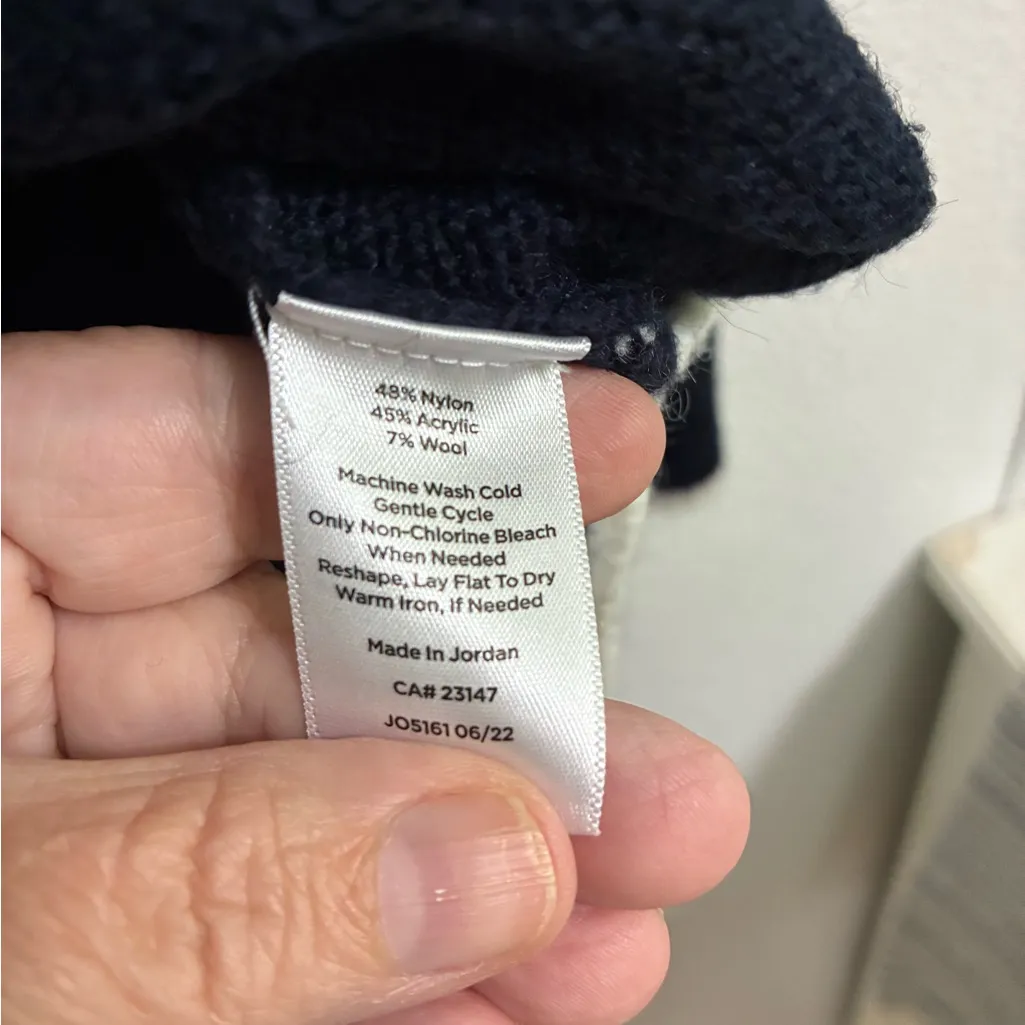 48% Nylon
45% Acrylic
7% Wool
Machine Wash Cold
Gentle Cycle
Only Non-Chlorine Bleach
When Needed
Reshape, Lay Flat To Dry
Warm Iron, If Needed
Made In Jordan
CA# 23147
JO5161 06/22